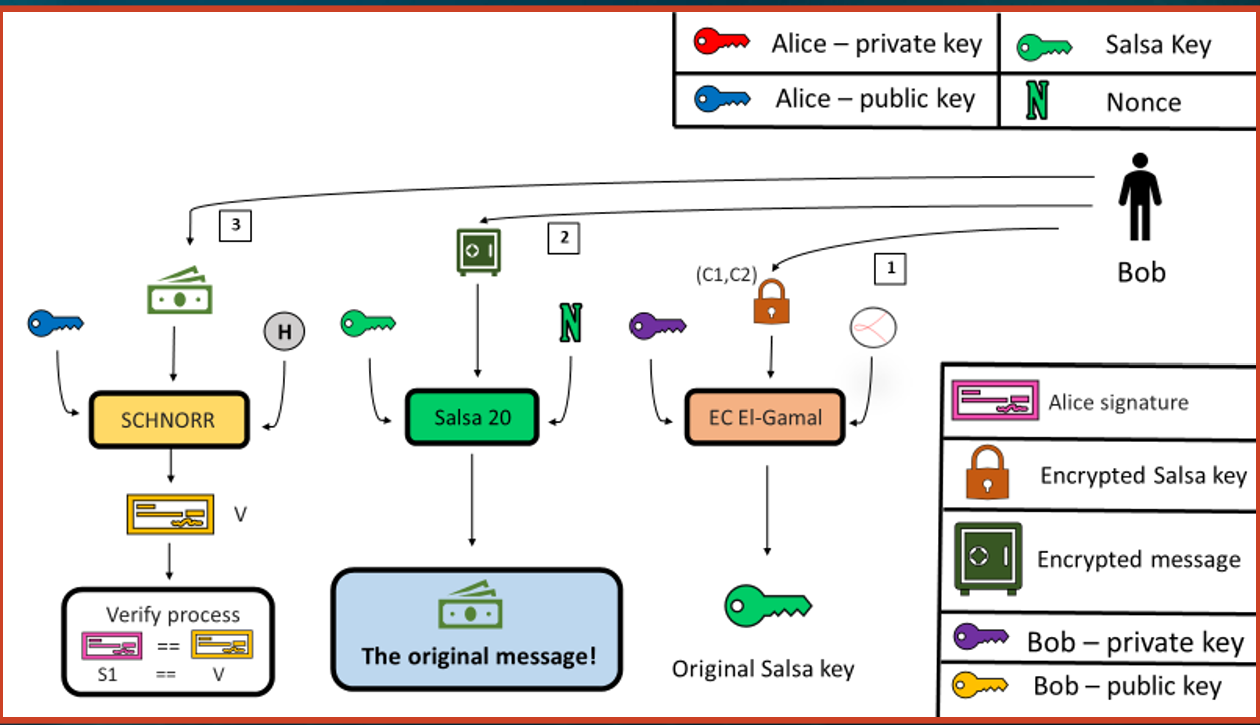 Alice – private key
Salsa Key
Alice – public key
N
Nonce
3
2
1
(C1,C2)
Bob
H
N
SCHNORR
Salsa 20
EC El-Gamal
Alice signature
Encrypted Salsa key
V
Encrypted message
Verify process
==
S1 == V
The original message!
Original Salsa key
Bob – private key
Bob – public key